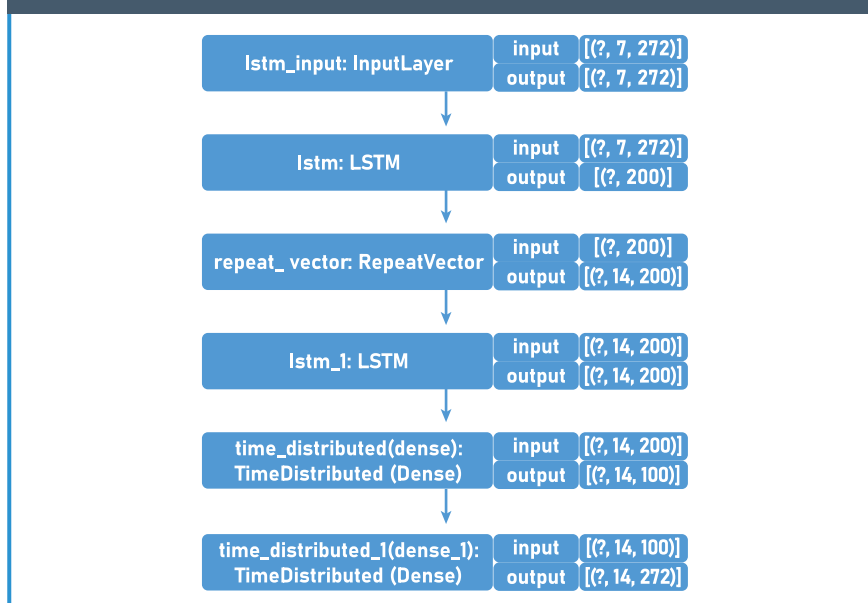 lstm_input: InputLayer
input [(?, 7, 272)]
output [(?, 7, 272)]
lstm: LSTM
input [(?, 7, 272)]
output [(?, 200)]
repeat_ vector: RepeatVector
input [(?, 200)]
output [(?, 14, 200)]
lstm_1: LSTM
input [(?, 14, 200)]
output [(?, 14, 200)]
time_distributed(dense):
TimeDistributed (Dense)
input [(?, 14, 200)]
output [(?, 14, 100)]
time_distributed_1(dense_1):
TimeDistributed (Dense)
input [(?, 14, 100)]
output [(?, 14, 272)]